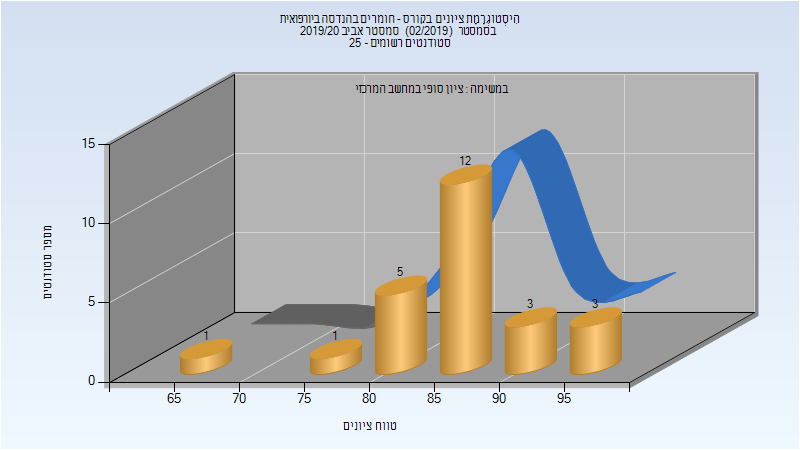 היסטוגרמת ציונים בקורס - חומרים בהנדסה ביורפואית
בסמסטר (02/2019) סמסטר אביב 2019/20
סטודנטים רשומים - 25
במשימה : ציון סופי במחשב המרכזי
15
10
5
0
מספר סטודנטים
1
1
5
12
3
3
65
70
75
80
85
90
95
טווח ציונים